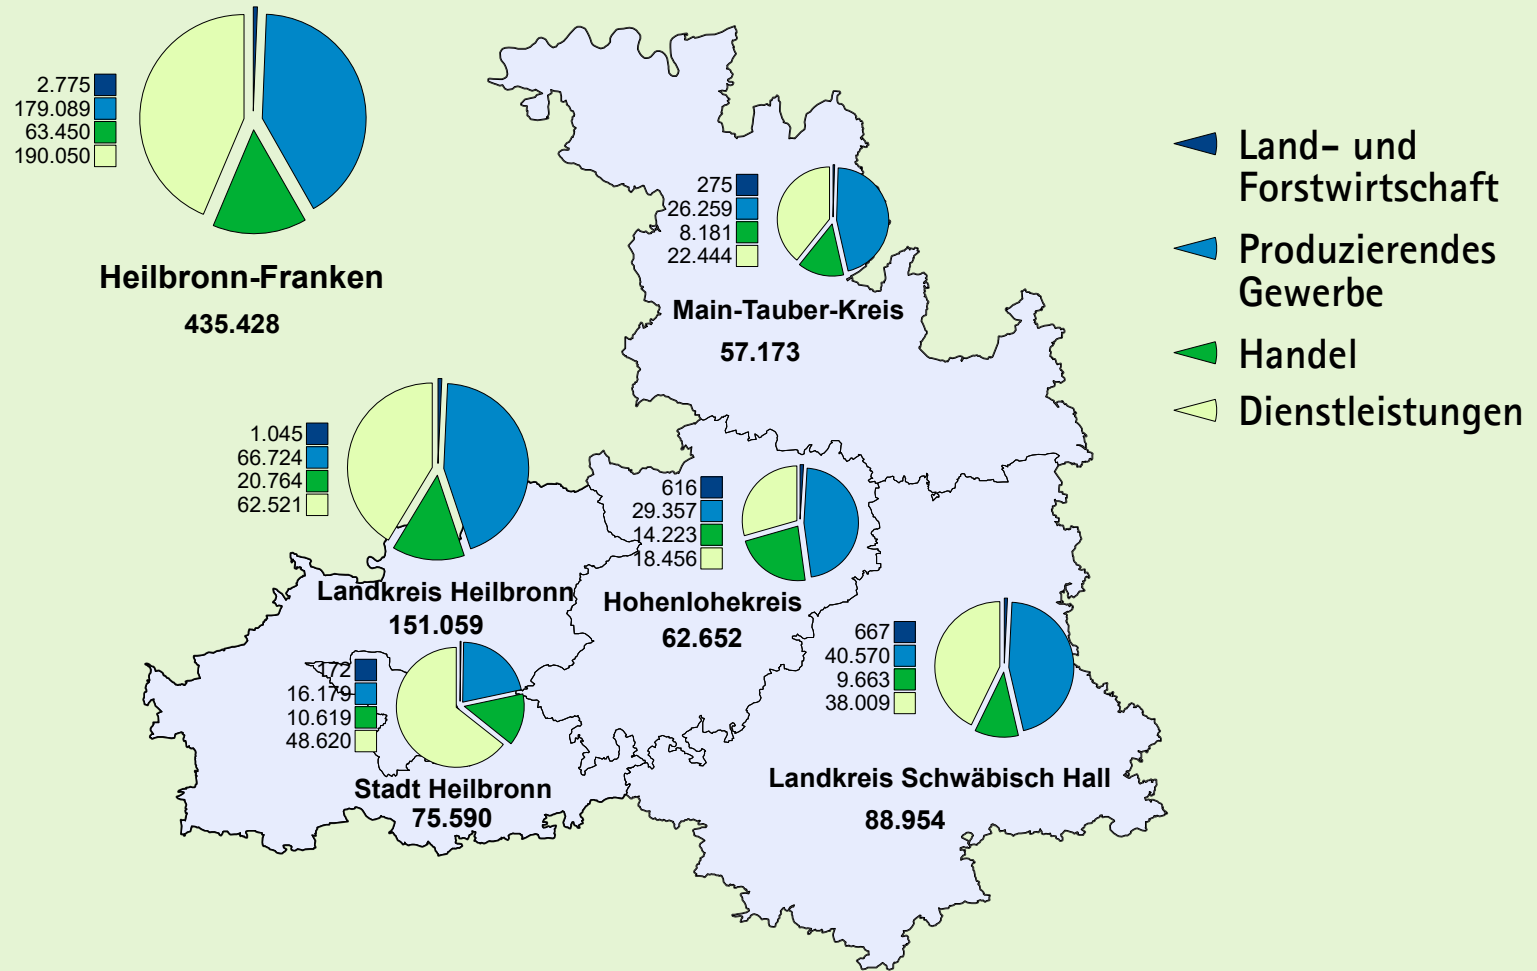 2.775
179.089
63.450
190.050
Heilbronn-Franken
435.428
275
26.259
8.181
22.444
Main-Tauber-Kreis
57.173
1.045
66.724
20.764
62.521
Landkreis Heilbronn
151.059
616
29.357
14.223
18.456
Hohenlohekreis
62.652
172
16.179
10.619
48.620
Stadt Heilbronn
75.590
667
40.570
9.663
38.009
Landkreis Schwäbisch Hall
88.954
Land- und
Forstwirtschaft
Produzierendes
Gewerbe
Handel
Dienstleistungen